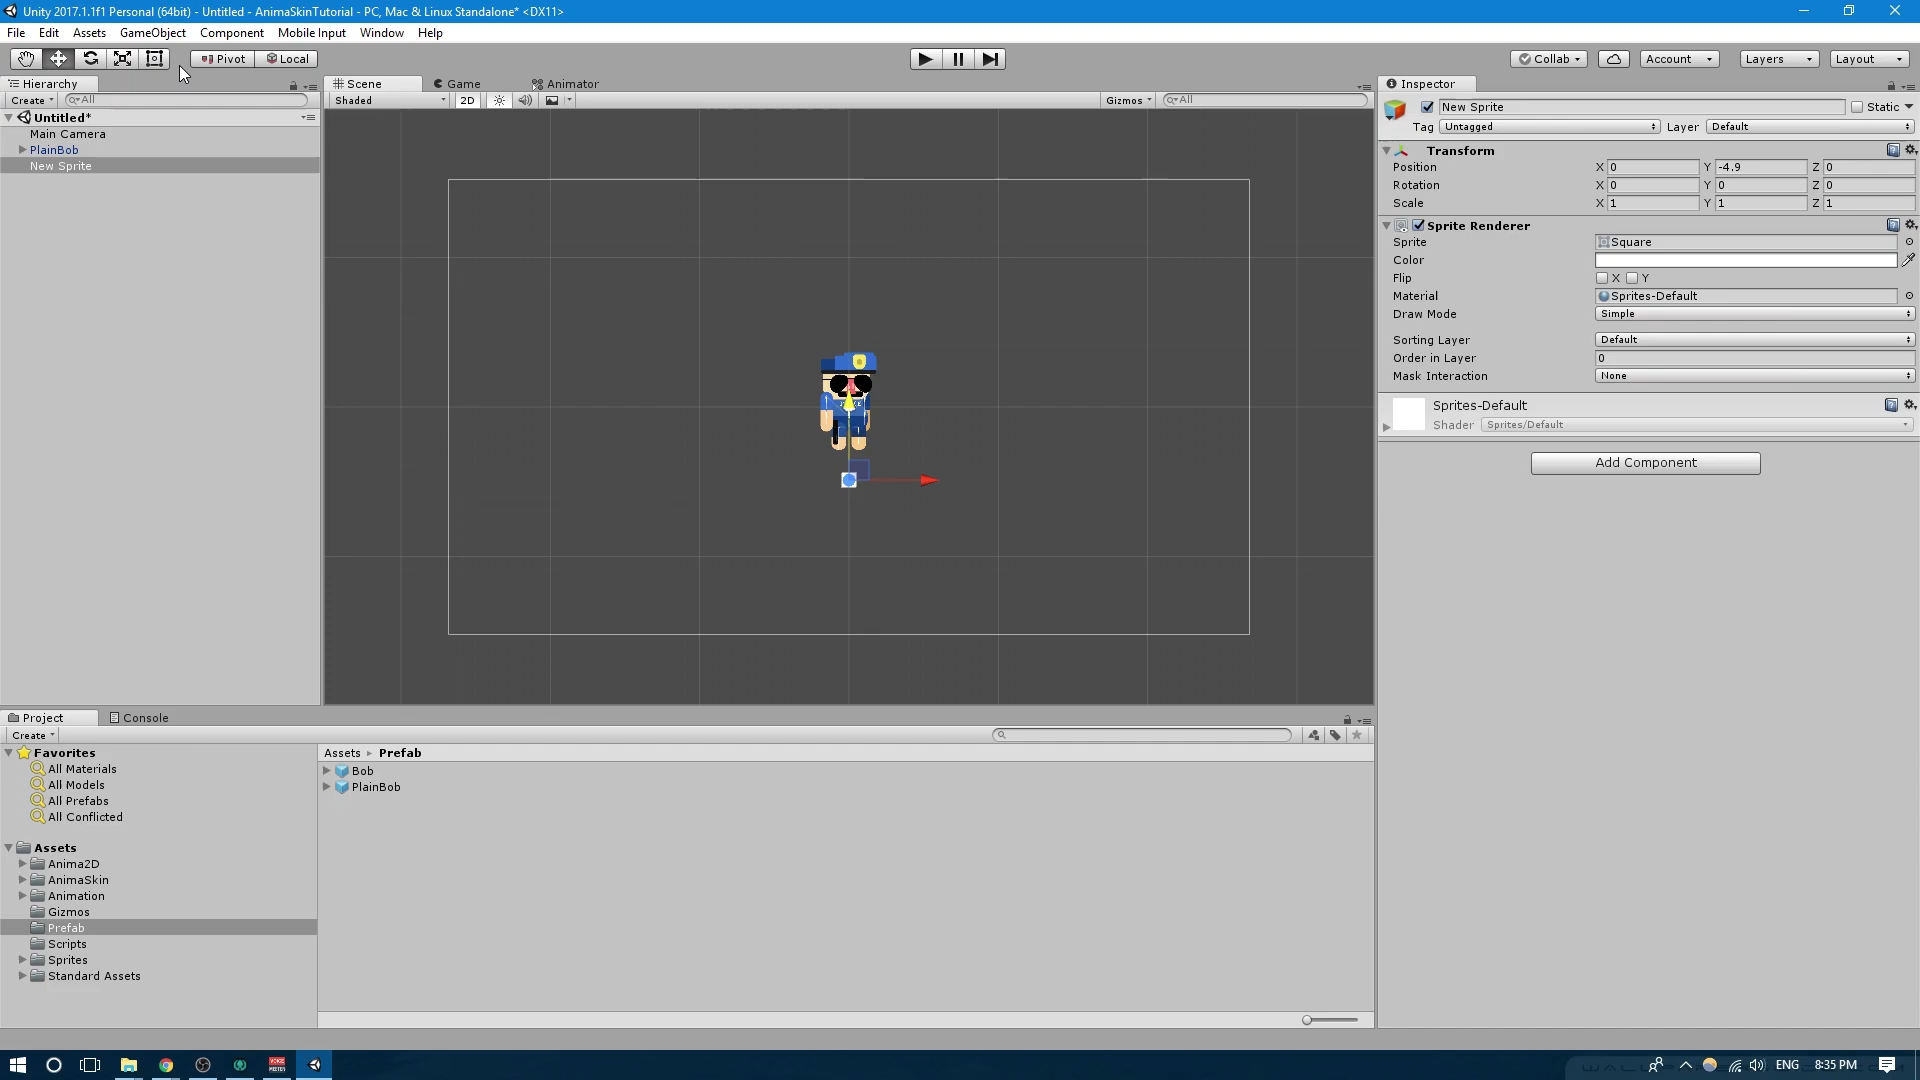 Unity 2017.1.1f1 Personal (64bit) - Untitled - AnimaSkinTutorial - PC, Mac & Linux Standalone* <DX11>
File Edit Assets GameObject Component Mobile Input Window Help
Pivot Local Collab Account Layers Layout
Hierarchy
Create All
Untitled*
Main Camera
PlainBob
New Sprite
Scene Game Animator
Shaded 2D Gizmos All
Inspector
New Sprite Static
Tag Untagged Layer Default
Transform
Position X 0 Y -4.9 Z 0
Rotation X 0 Y 0 Z 0
Scale X 1 Y 1 Z 1
Sprite Renderer
Sprite Square
Color
Flip X Y
Material Sprites-Default
Draw Mode Simple
Sorting Layer Default
Order in Layer 0
Mask Interaction None
Sprites-Default
Shader Sprites/Default
Add Component
Project Console
Create
Favorites
All Materials
All Models
All Prefabs
All Conflicted
Assets
Anima2D
AnimaSkin
Animation
Gizmos
Prefab
Scripts
Sprites
Standard Assets
Assets Prefab
Bob
PlainBob
ENG 8:35 PM